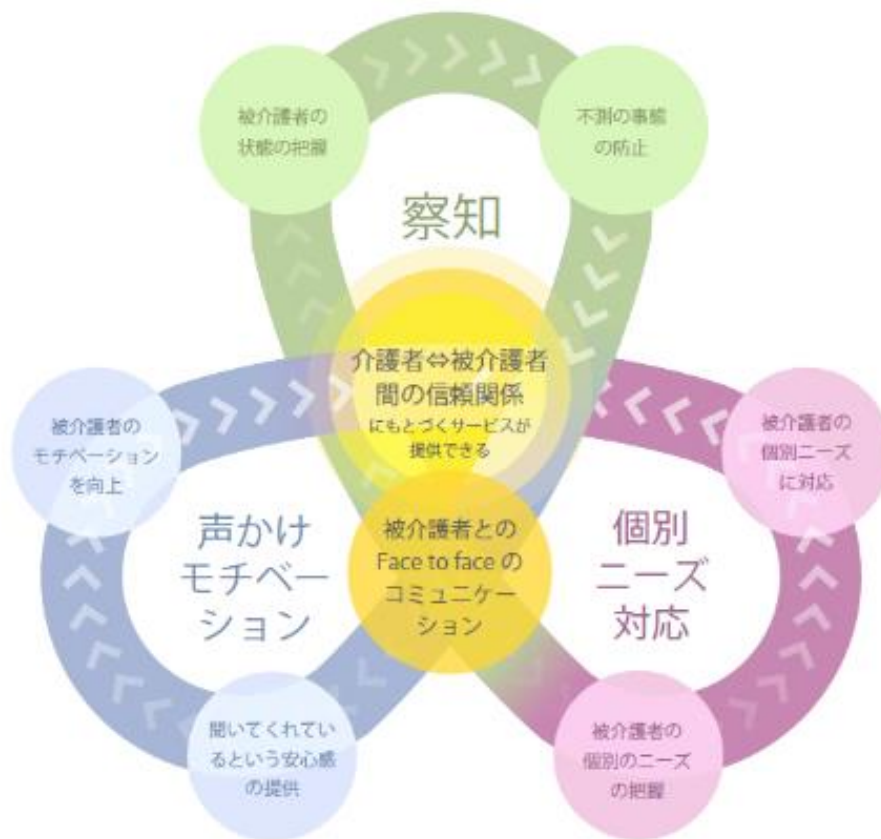 被介護者の
状態の把握
不測の事態
の防止
察知
介護者⇔被介護者
間の信頼関係
にもとづくサービスが
提供できる
被介護者の
モチベーション
を向上
被介護者の
個別ニーズ
に対応
声かけ
モチベー
ション
被介護者との
Face to face の
コミュニケー
ション
個別
ニーズ
対応
聞いてくれてい
るという安心感
の提供
被介護者の
個別のニーズ
の把握